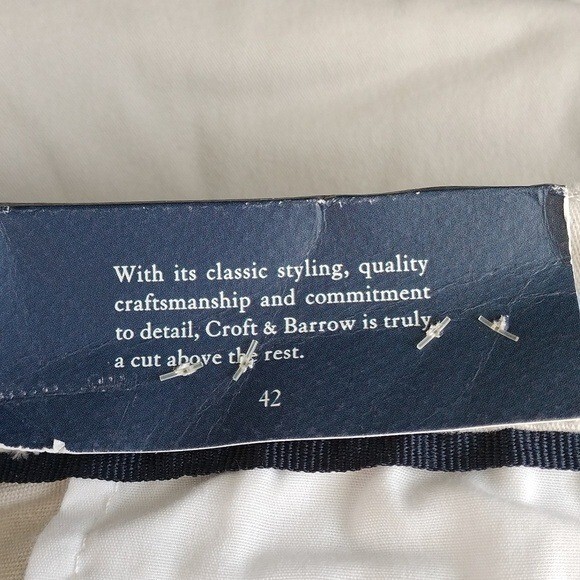 With its classic styling, quality
craftsmanship and commitment
to detail, Croft & Barrow is truly
a cut above the rest.
42